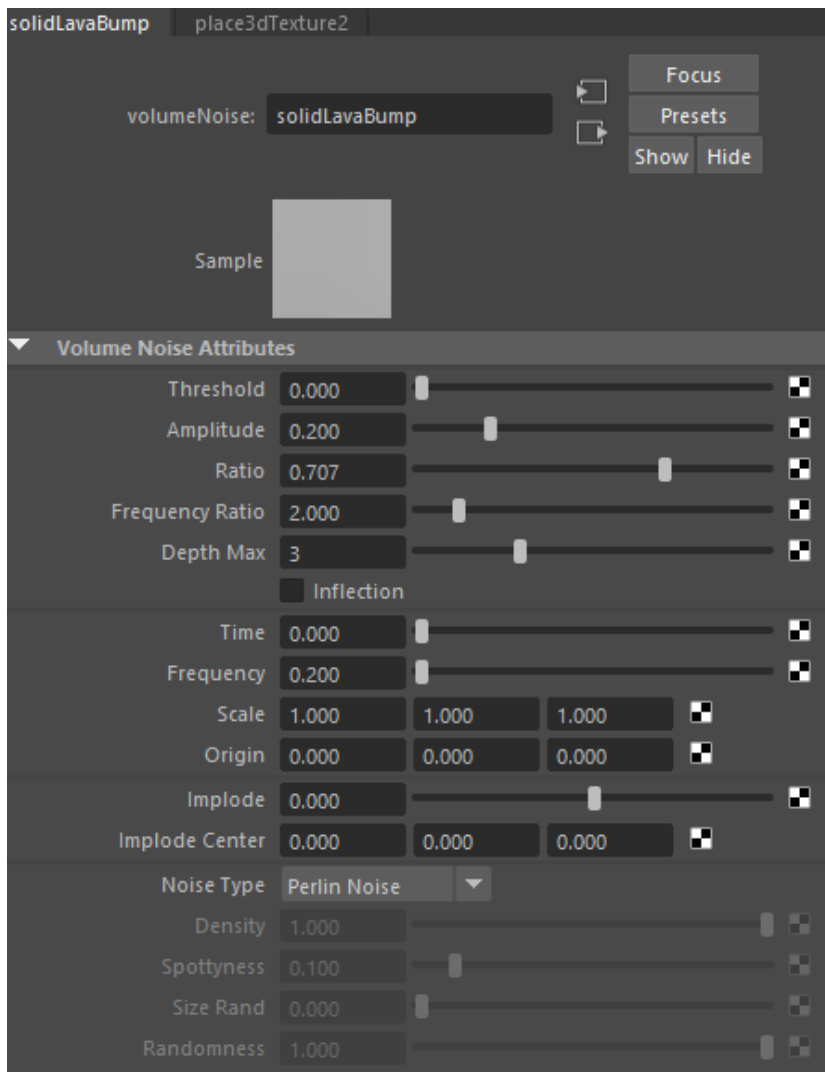 solidLavaBump place3dTexture2
Focus
volumeNoise: solidLavaBump Presets
Show Hide
Sample
Volume Noise Attributes
Threshold 0.000
Amplitude 0.200
Ratio 0.707
Frequency Ratio 2.000
Depth Max 3
Inflection
Time 0.000
Frequency 0.200
Scale 1.000 1.000 1.000
Origin 0.000 0.000 0.000
Implode 0.000
Implode Center 0.000 0.000 0.000
Noise Type Perlin Noise
Density 1.000
Spottyness 0.100
Size Rand 0.000
Randomness 1.000